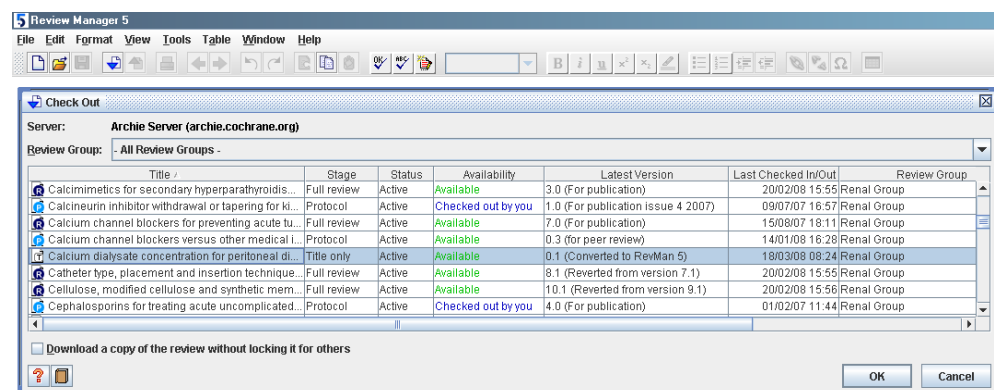 5 Review Manager 5
File Edit Format View Tools Table Window Help
OK ABC
B i u x² x₂ Ω
Check Out
Server: Archie Server (archie.cochrane.org)
Review Group: - All Review Groups -
Title / Stage Status Availability Latest Version Last Checked In/Out Review Group
R Calcimimetics for secondary hyperparathyroidis... Full review Active Available 3.0 (For publication) 20/02/08 15:55 Renal Group
P Calcineurin inhibitor withdrawal or tapering for ki... Protocol Active Checked out by you 1.0 (For publication issue 4 2007) 09/07/07 16:57 Renal Group
R Calcium channel blockers for preventing acute tu... Full review Active Available 7.0 (For publication) 15/08/07 18:11 Renal Group
P Calcium channel blockers versus other medical i... Protocol Active Available 0.3 (for peer review) 14/01/08 16:28 Renal Group
T Calcium dialysate concentration for peritoneal di... Title only Active Available 0.1 (Converted to RevMan 5) 18/03/08 08:24 Renal Group
R Catheter type, placement and insertion technique... Full review Active Available 8.1 (Reverted from version 7.1) 20/02/08 15:55 Renal Group
R Cellulose, modified cellulose and synthetic mem... Full review Active Available 10.1 (Reverted from version 9.1) 20/02/08 15:56 Renal Group
P Cephalosporins for treating acute uncomplicated... Protocol Active Checked out by you 4.0 (For publication) 01/02/07 11:44 Renal Group
Download a copy of the review without locking it for others
? OK Cancel